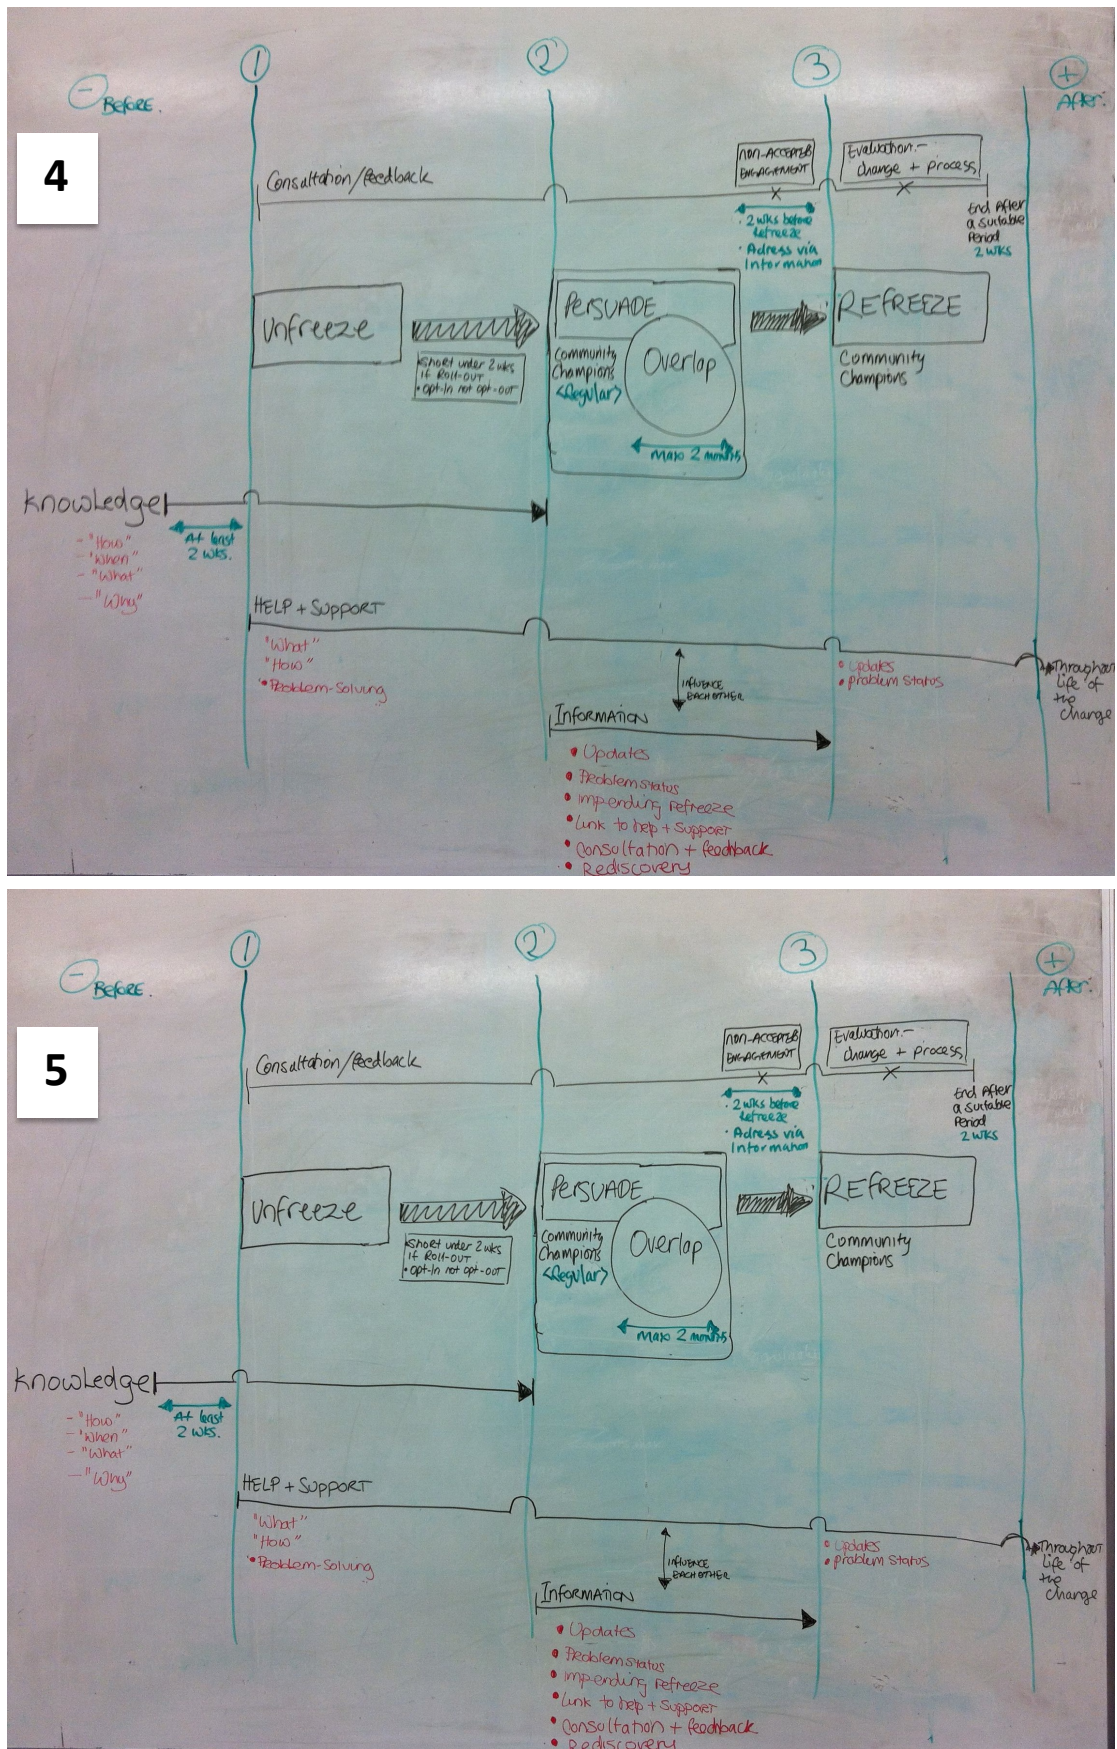 1
2
3
- BEFORE.
+ After:
4
Consultation/feedback
NON-ACCEPTED
ENGAGEMENT
Evaluation:-
change + process
• 2 wks before
Refreeze
• Adress via
Information
End After
a suitable
Period
2 wks
Unfreeze
• Short under 2 wks
if Roll-OUT
• opt-In not opt-out
PERSUADE
Community
Champions
<Regular>
Overlap
Max 2 months
REFREEZE
Community
Champions
Knowledge
At least
2 wks.
- "How"
- "When"
- "What"
- "Why"
HELP + SUPPORT
"What"
"How"
• Problem-Solving
INFLUENCE
EACH OTHER
• Updates
• problem status
Throughout
Life of
the
Change
INFORMATION
• Updates
• Problem status
• impending refreeze
• Link to help + Support
• Consultation + feedback
• Rediscovery
1
2
3
- BEFORE.
+ After:
5
Consultation/feedback
NON-ACCEPTED
ENGAGEMENT
Evaluation:-
change + process
• 2 wks before
Refreeze
• Adress via
Information
End After
a suitable
Period
2 wks
Unfreeze
• Short under 2 wks
if Roll-OUT
• opt-In not opt-out
PERSUADE
Community
Champions
<Regular>
Overlap
Max 2 months
REFREEZE
Community
Champions
Knowledge
At least
2 wks.
- "How"
- "When"
- "What"
- "Why"
HELP + SUPPORT
"What"
"How"
• Problem-Solving
INFLUENCE
EACH OTHER
• Updates
• problem status
Throughout
Life of
the
Change
INFORMATION
• Updates
• Problem status
• impending refreeze
• Link to help + Support
• Consultation + feedback
• Rediscovery